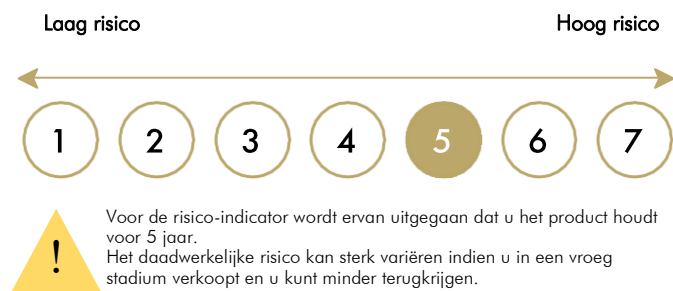 Laag risico Hoog risico
1 2 3 4 5 6 7
! Voor de risico-indicator wordt ervan uitgegaan dat u het product houdt
voor 5 jaar.
Het daadwerkelijke risico kan sterk variëren indien u in een vroeg
stadium verkoopt en u kunt minder terugkrijgen.